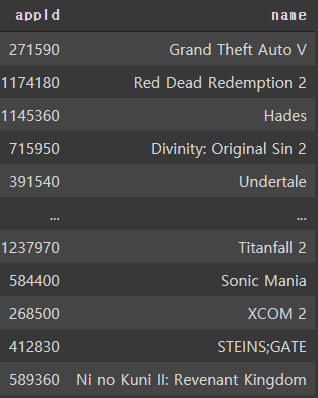 appId name
271590 Grand Theft Auto V
1174180 Red Dead Redemption 2
1145360 Hades
715950 Divinity: Original Sin 2
391540 Undertale
... ...
1237970 Titanfall 2
584400 Sonic Mania
268500 XCOM 2
412830 STEINS;GATE
589360 Ni no Kuni II: Revenant Kingdom